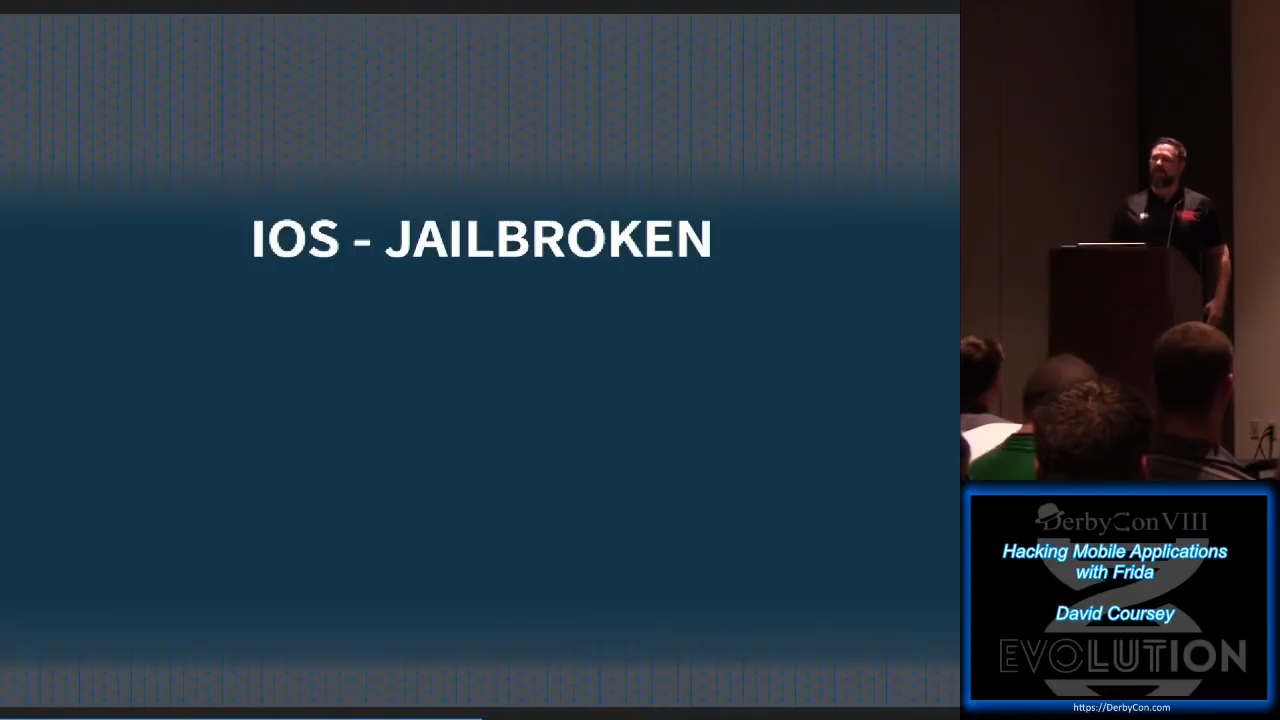 IOS - JAILBROKEN
DerbyCon VIII
Hacking Mobile Applications
with Frida
David Coursey
EVOLUTION
https://DerbyCon.com